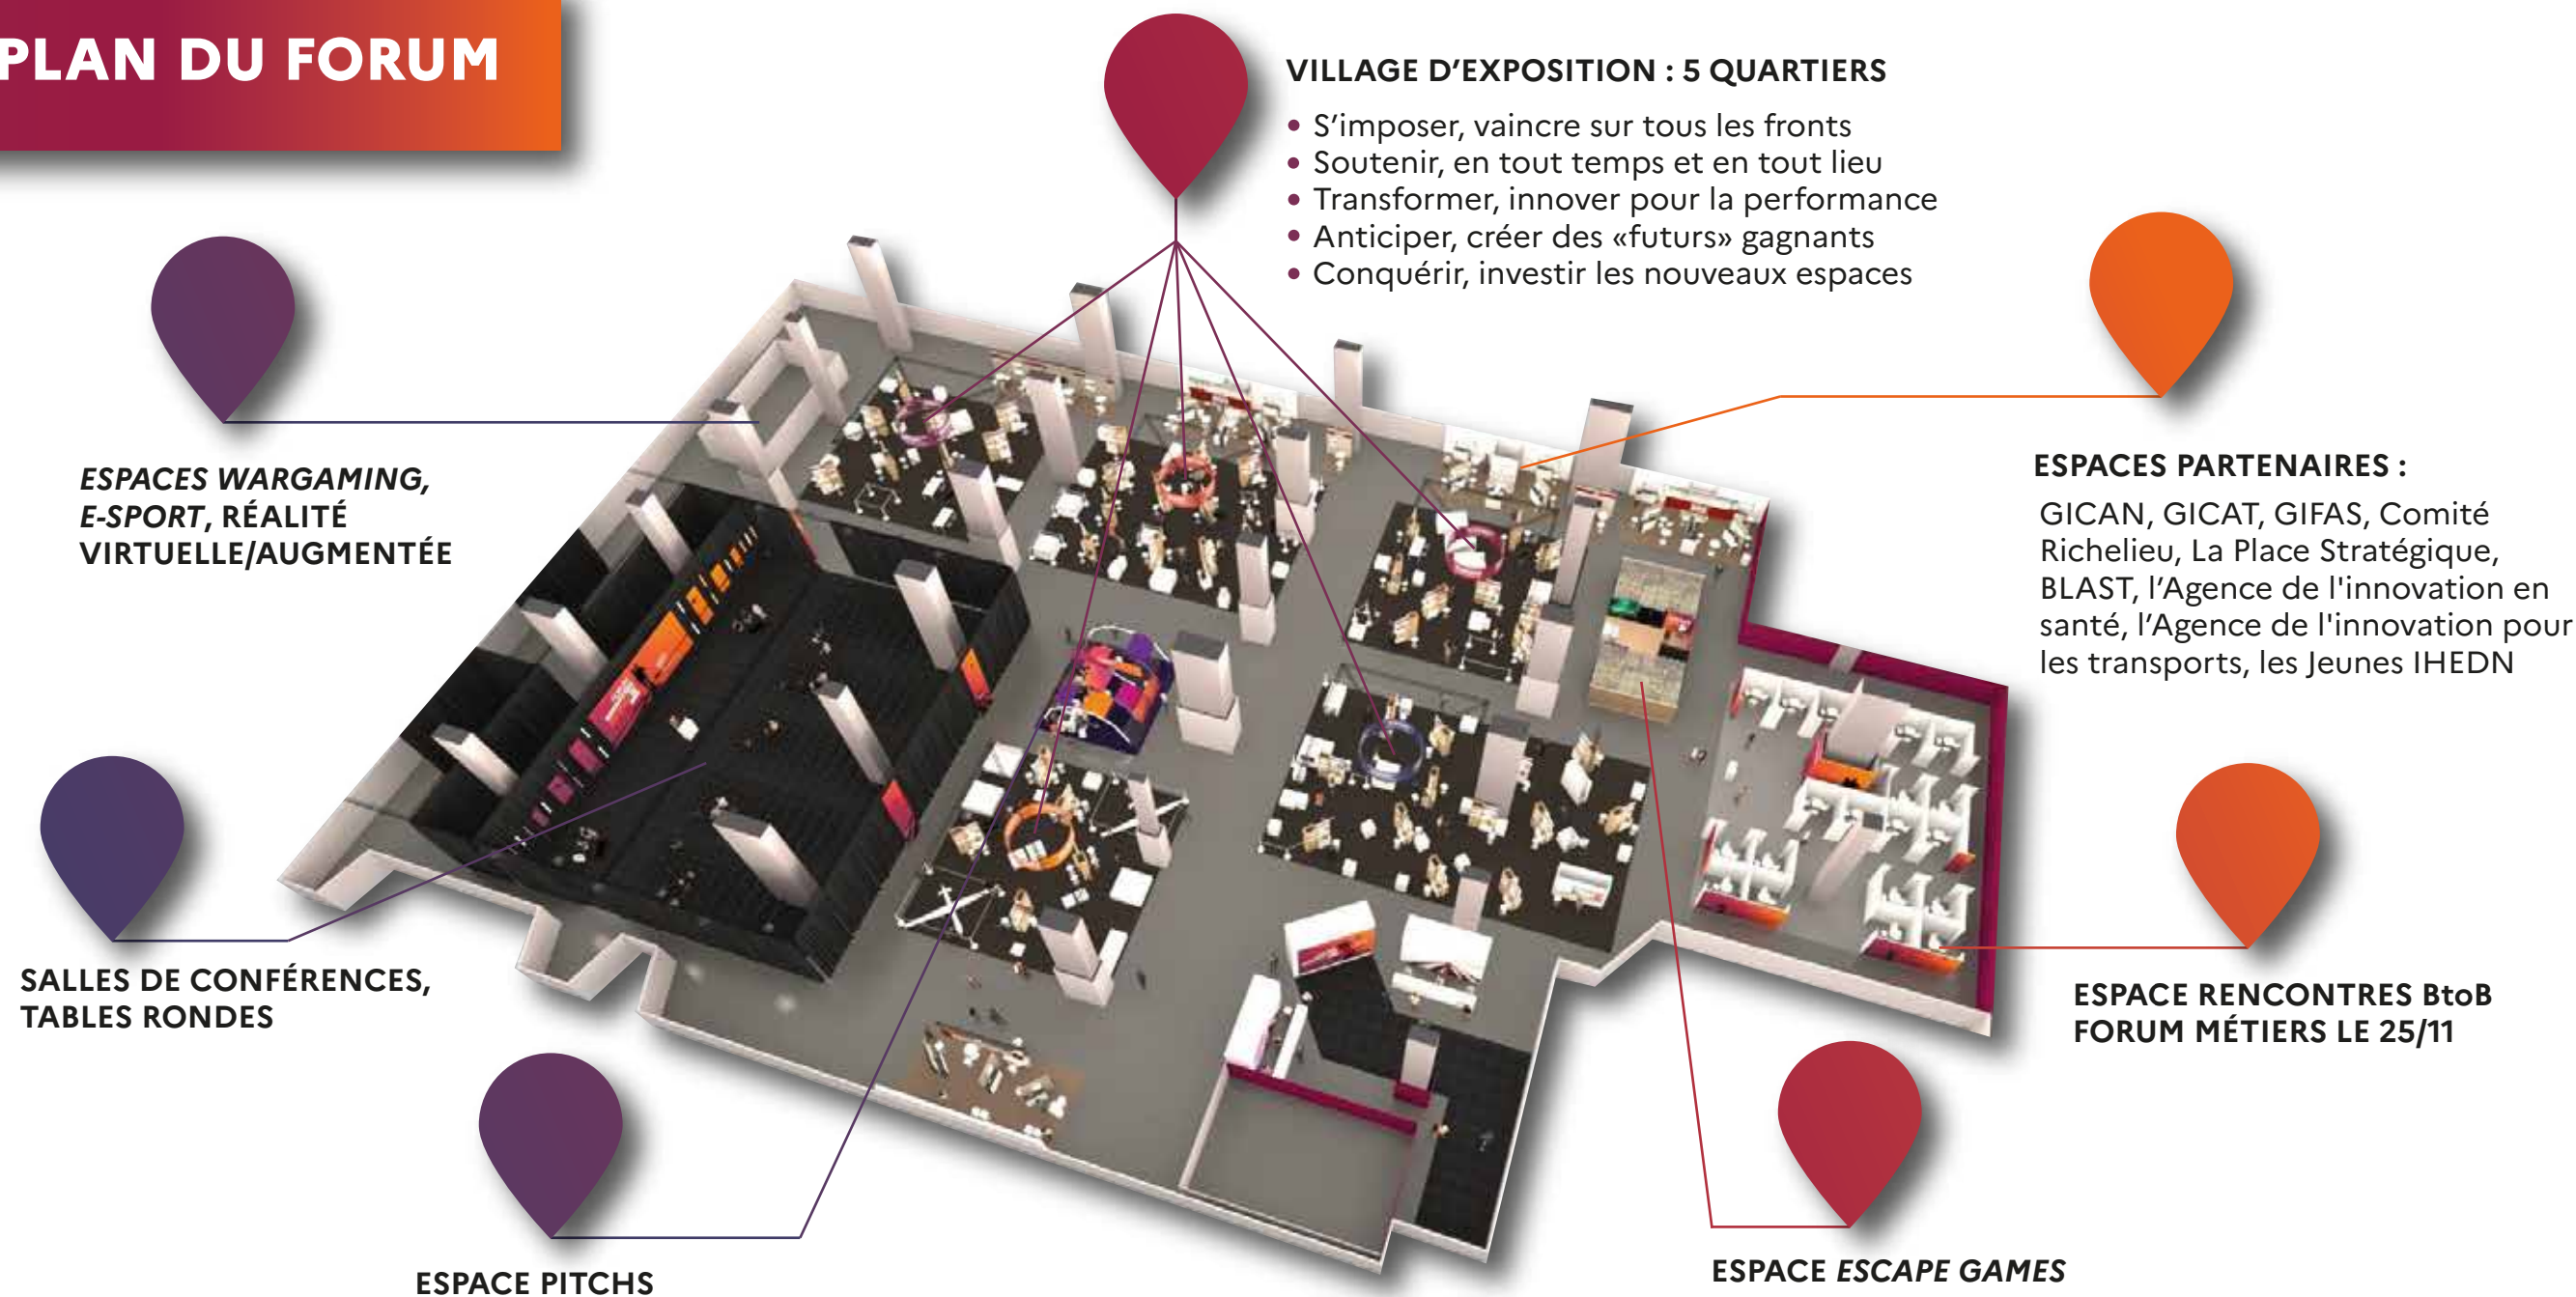 PLAN DU FORUM
VILLAGE D’EXPOSITION : 5 QUARTIERS
• S’imposer, vaincre sur tous les fronts
• Soutenir, en tout temps et en tout lieu
• Transformer, innover pour la performance
• Anticiper, créer des «futurs» gagnants
• Conquérir, investir les nouveaux espaces
ESPACES WARGAMING,
E-SPORT, RÉALITÉ
VIRTUELLE/AUGMENTÉE
ESPACES PARTENAIRES :
GICAN, GICAT, GIFAS, Comité
Richelieu, La Place Stratégique,
BLAST, l’Agence de l'innovation en
santé, l’Agence de l'innovation pour
les transports, les Jeunes IHEDN
SALLES DE CONFÉRENCES,
TABLES RONDES
ESPACE RENCONTRES BtoB
FORUM MÉTIERS LE 25/11
ESPACE PITCHS
ESPACE ESCAPE GAMES